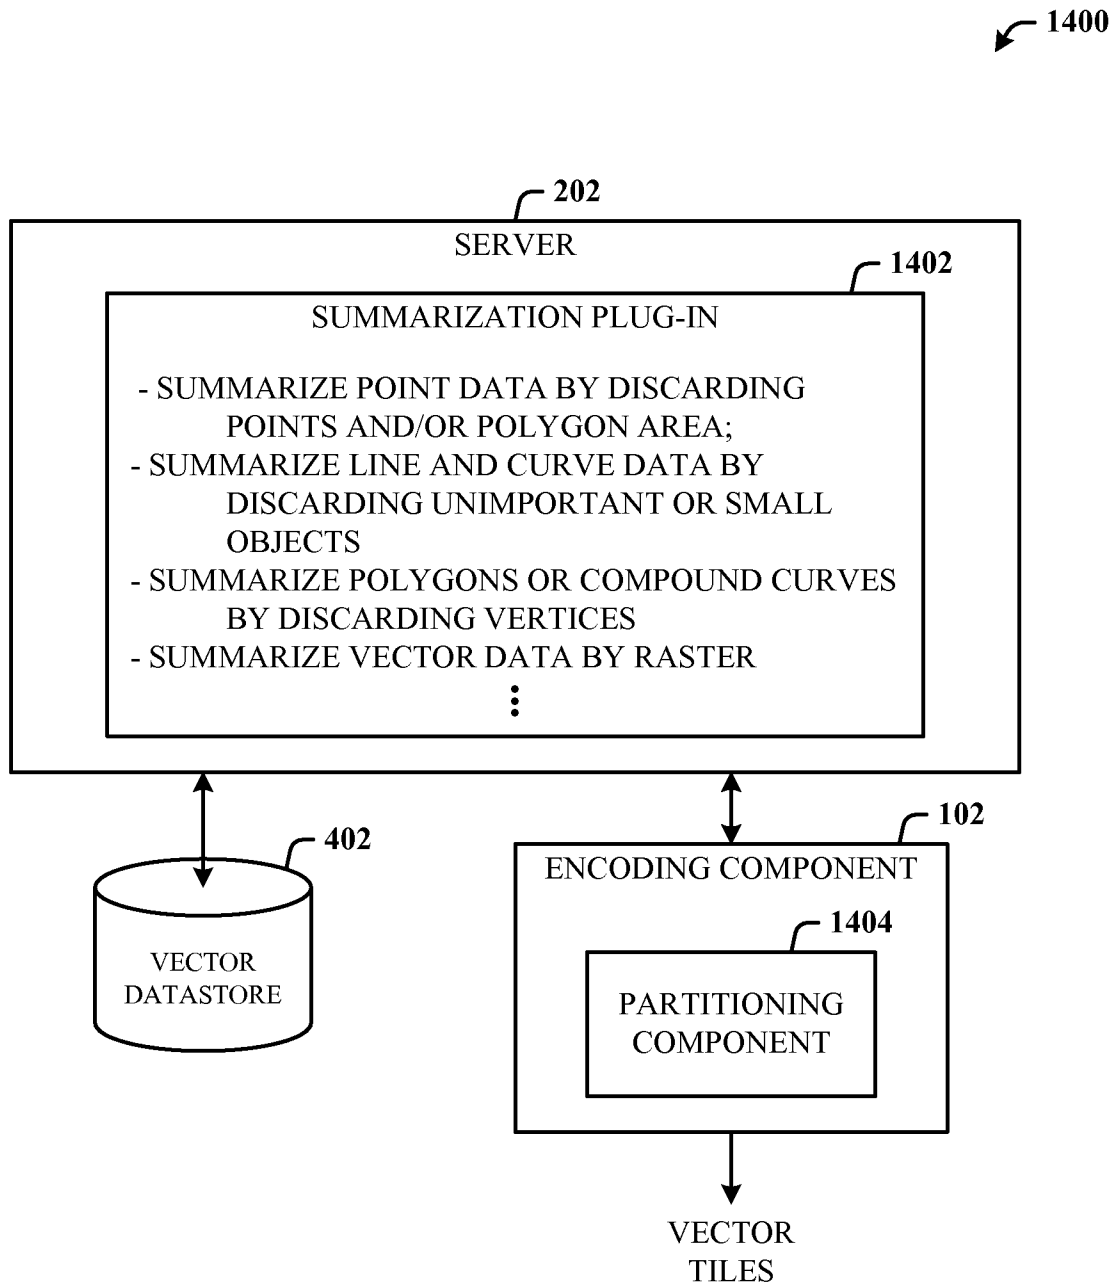 1400
202
SERVER
1402
SUMMARIZATION PLUG-IN
- SUMMARIZE POINT DATA BY DISCARDING
POINTS AND/OR POLYGON AREA;
- SUMMARIZE LINE AND CURVE DATA BY
DISCARDING UNIMPORTANT OR SMALL
OBJECTS
- SUMMARIZE POLYGONS OR COMPOUND CURVES
BY DISCARDING VERTICES
- SUMMARIZE VECTOR DATA BY RASTER
402
VECTOR
DATASTORE
102
ENCODING COMPONENT
1404
PARTITIONING
COMPONENT
VECTOR
TILES